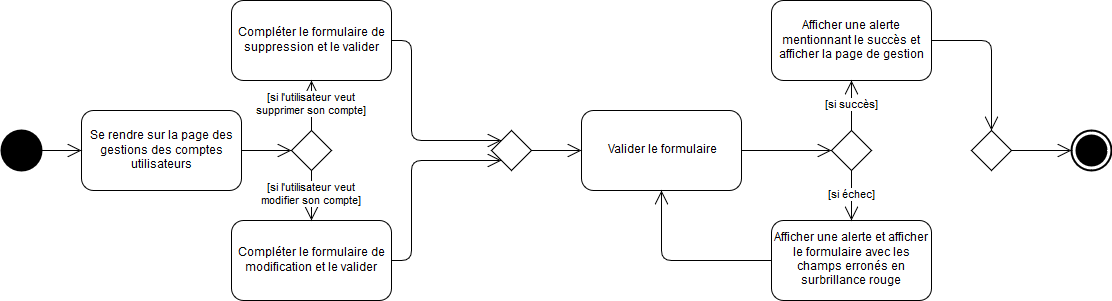 Compléter le formulaire de
suppression et le valider
Afficher une alerte
mentionnant le succès et
afficher la page de gestion
[si l'utilisateur veut
supprimer son compte]
[si succès]
Se rendre sur la page des
gestions des comptes
utilisateurs
Valider le formulaire
[si l'utilisateur veut
modifier son compte]
[si échec]
Compléter le formulaire de
modification et le valider
Afficher une alerte et afficher
le formulaire avec les
champs erronés en
surbrillance rouge